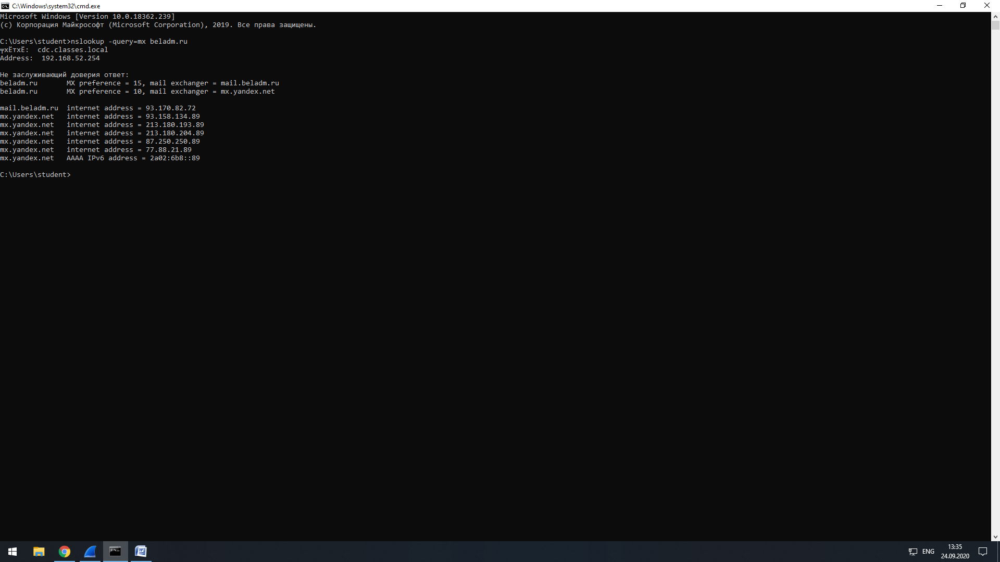 C:\Windows\system32\cmd.exe
Microsoft Windows [Version 10.0.18362.239]
(c) Корпорация Майкрософт (Microsoft Corporation), 2019. Все права защищены.
C:\Users\student>nslookup -query=mx beladm.ru
╤хЁтхЁ:  cdc.classes.local
Address:  192.168.52.254
Не заслуживающий доверия ответ:
beladm.ru       MX preference = 15, mail exchanger = mail.beladm.ru
beladm.ru       MX preference = 10, mail exchanger = mx.yandex.net
mail.beladm.ru  internet address = 93.170.82.72
mx.yandex.net   internet address = 93.158.134.89
mx.yandex.net   internet address = 213.180.193.89
mx.yandex.net   internet address = 213.180.204.89
mx.yandex.net   internet address = 87.250.250.89
mx.yandex.net   internet address = 77.88.21.89
mx.yandex.net   AAAA IPv6 address = 2a02:6b8::89
C:\Users\student>
ENG
13:35
24.09.2020